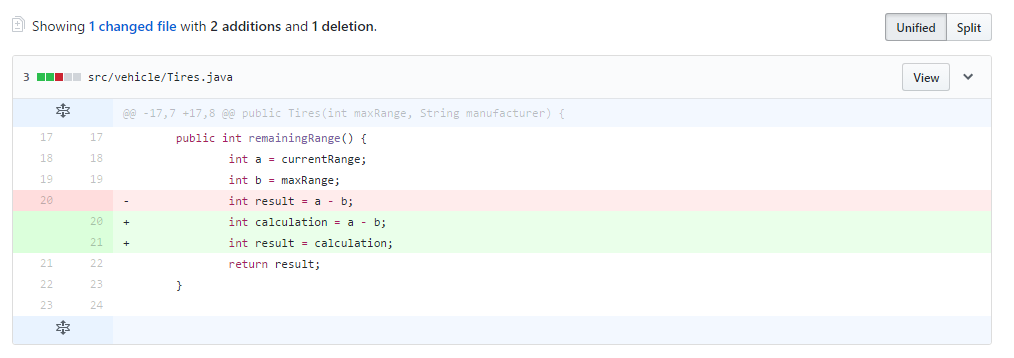 Showing 1 changed file with 2 additions and 1 deletion.
Unified Split
3 src/vehicle/Tires.java View
@@ -17,7 +17,8 @@ public Tires(int maxRange, String manufacturer) {
17 17 public int remainingRange() {
18 18 int a = currentRange;
19 19 int b = maxRange;
20 - int result = a - b;
20 + int calculation = a - b;
21 + int result = calculation;
21 22 return result;
22 23 }
23 24